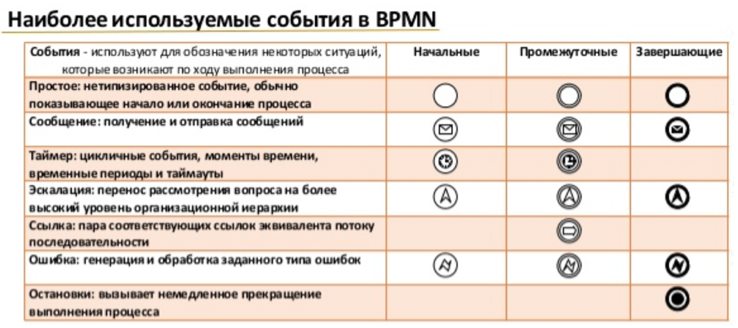 Наиболее используемые события в BPMN
События - используют для обозначения некоторых ситуаций, которые возникают по ходу выполнения процесса
Начальные
Промежуточные
Завершающие
Простое: нетипизированное событие, обычно
показывающее начало или окончание процесса
Сообщение: получение и отправка сообщений
Таймер: цикличные события, моменты времени,
временные периоды и таймауты
Эскалация: перенос рассмотрения вопроса на более
высокий уровень организационной иерархии
Ссылка: пара соответствующих ссылок эквивалента потоку
последовательности
Ошибка: генерация и обработка заданного типа ошибок
Остановки: вызывает немедленное прекращение
выполнения процесса